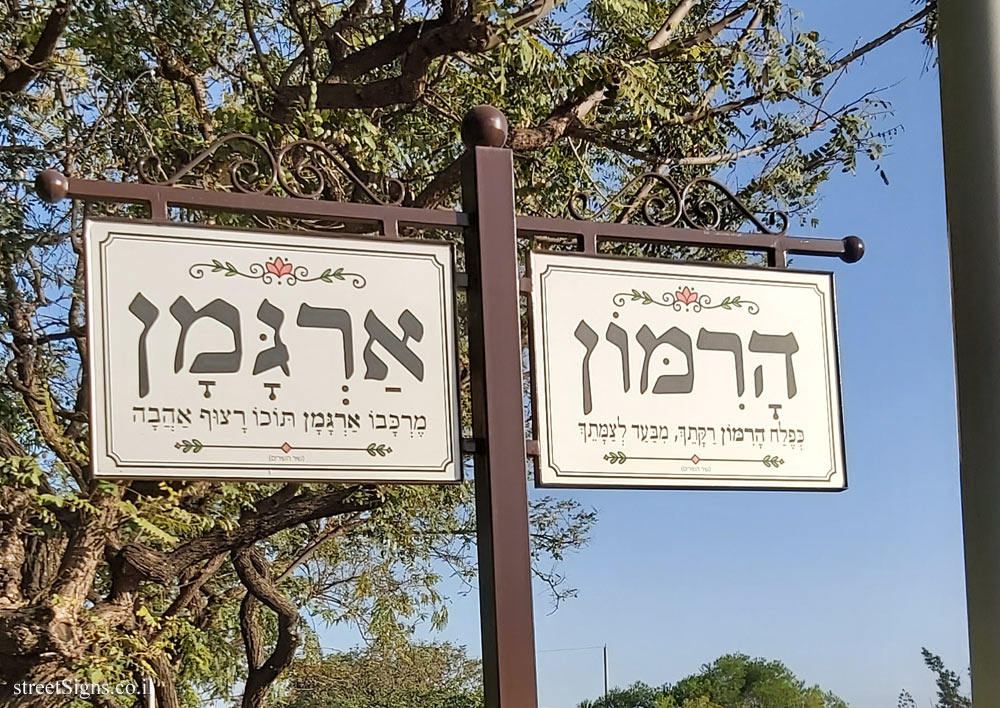 הָרִמּוֹן
כְּפֶלַח הָרִמּוֹן רַקָּתֵךְ, מִבַּעַד לְצַמָּתֵךְ
(שיר השירים)
אַרְגָּמָן
מֶרְכָּבוֹ אַרְגָּמָן תּוֹכוֹ רָצוּף אַהֲבָה
(שיר השירים)
streetSigns.co.il